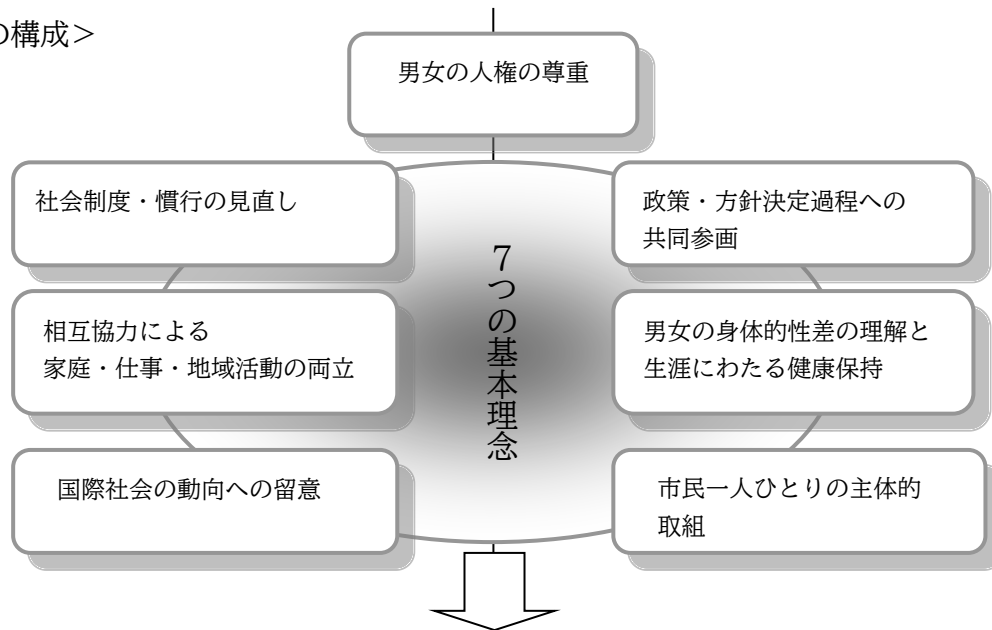 の構成＞
男女の人権の尊重
社会制度・慣行の見直し
政策・方針決定過程への
共同参画
7つの基本理念
相互協力による
家庭・仕事・地域活動の両立
男女の身体的性差の理解と
生涯にわたる健康保持
国際社会の動向への留意
市民一人ひとりの主体的
取組